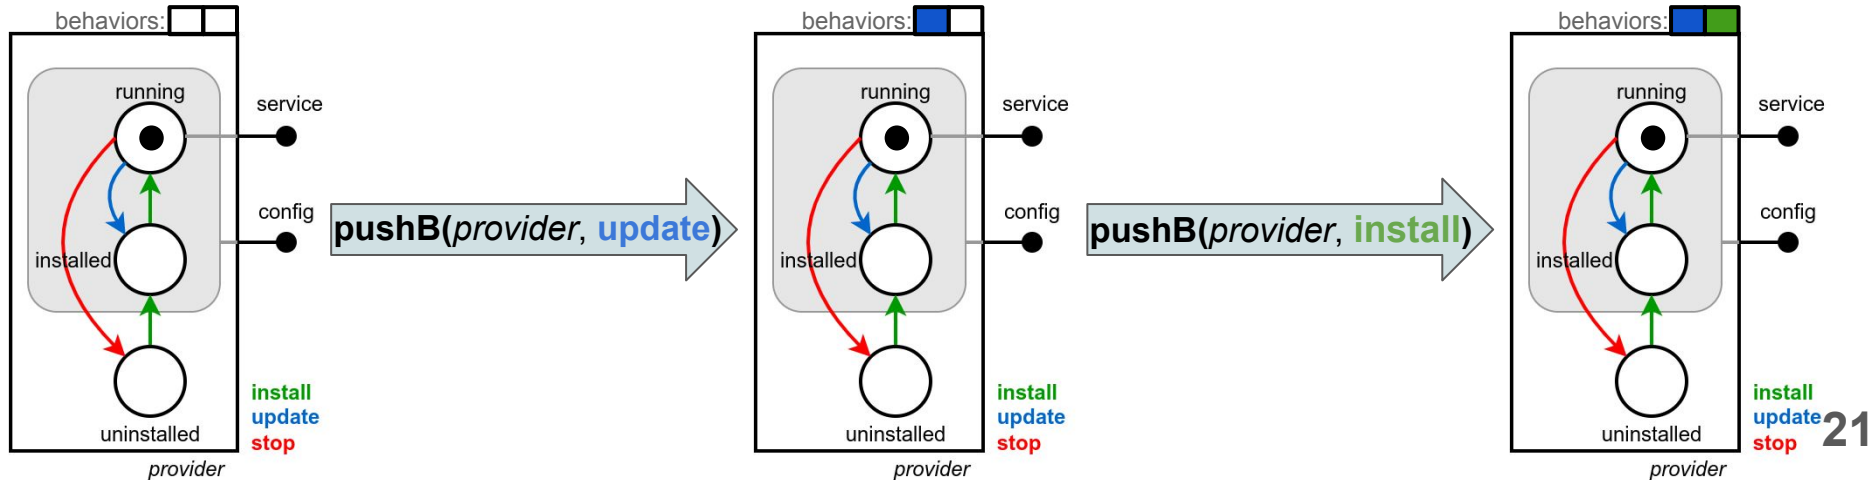 behaviors:
running
service
config
installed
uninstalled
install
update
stop
provider
pushB(provider, update)
behaviors:
running
service
config
installed
uninstalled
install
update
stop
provider
pushB(provider, install)
behaviors:
running
service
config
installed
uninstalled
install
update
stop
provider
21